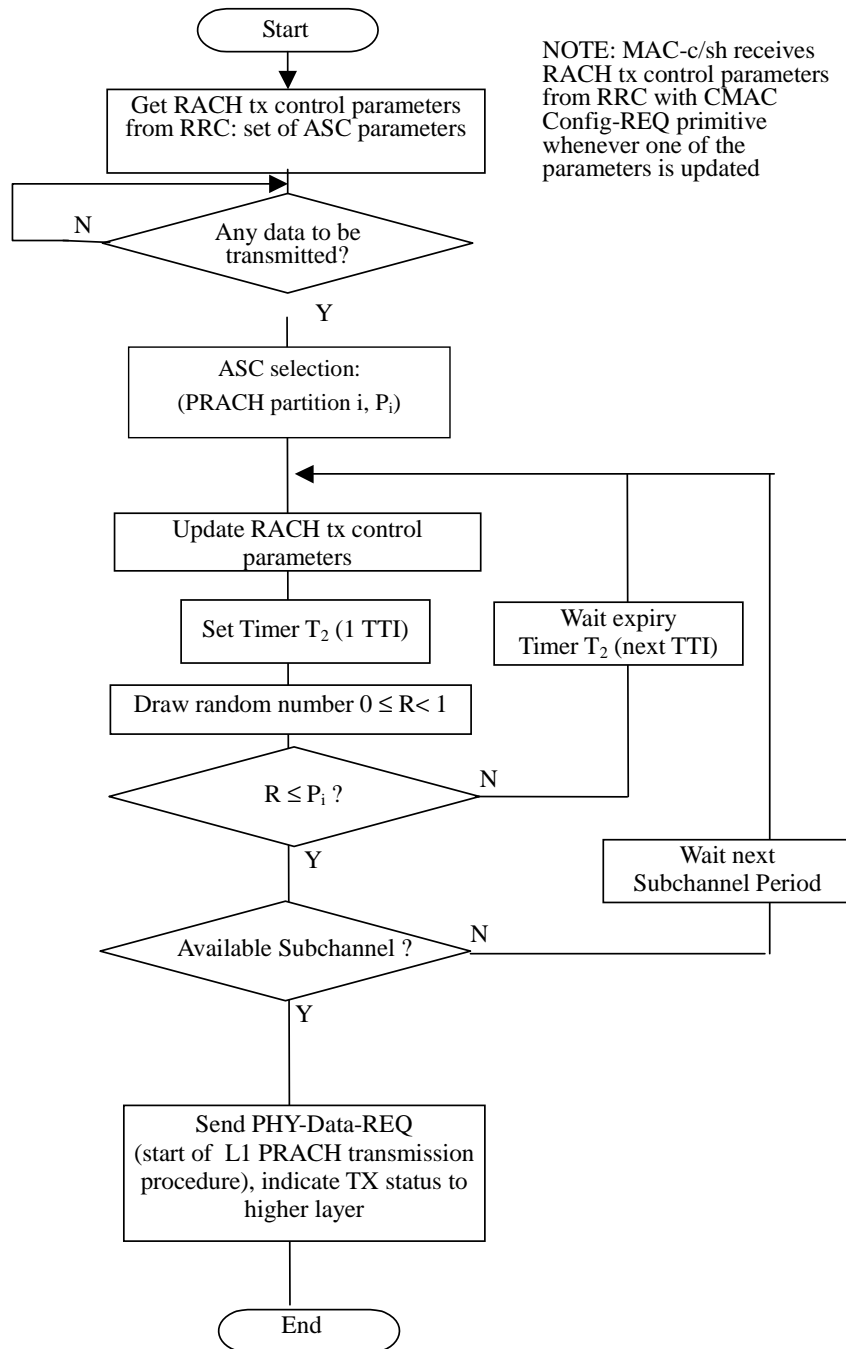 Start
NOTE: MAC-c/sh receives
RACH tx control parameters
from RRC with CMAC
Config-REQ primitive
whenever one of the
parameters is updated
Get RACH tx control parameters
from RRC: set of ASC parameters
N
Any data to be
transmitted?
Y
ASC selection:
(PRACH partition i, Pᵢ)
Update RACH tx control
parameters
Set Timer T₂ (1 TTI)
Wait expiry
Timer T₂ (next TTI)
Draw random number 0 ≤ R< 1
R ≤ Pᵢ ?
N
Y
Wait next
Subchannel Period
Available Subchannel ?
N
Y
Send PHY-Data-REQ
(start of L1 PRACH transmission
procedure), indicate TX status to
higher layer
End